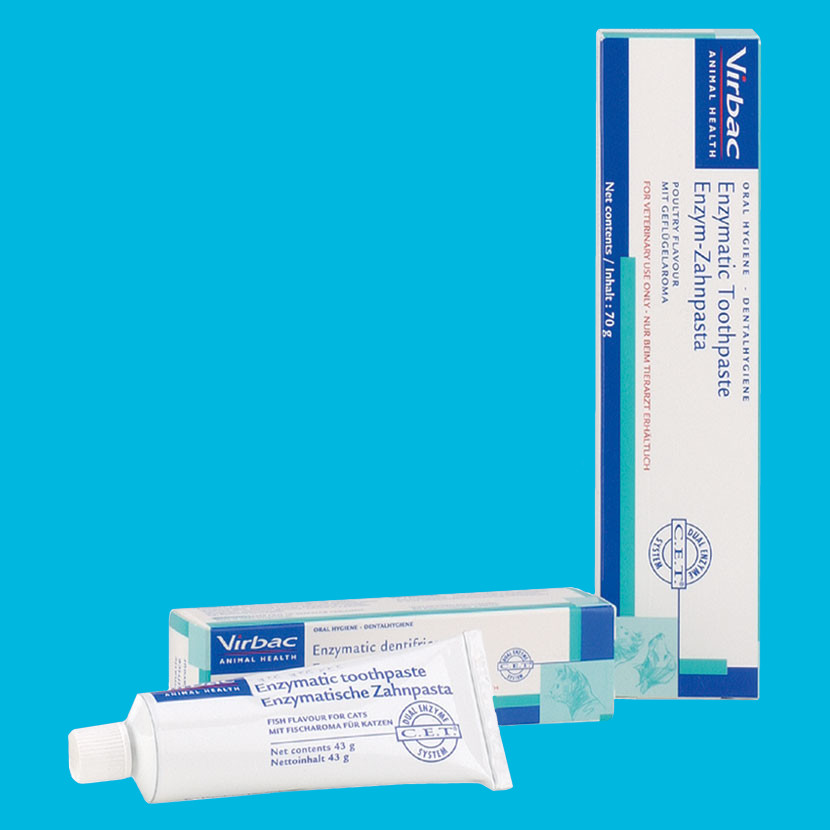 Virbac
ANIMAL HEALTH
ORAL HYGIENE - DENTALHYGIENE
Enzymatic Toothpaste
Enzym-Zahnpasta
POULTRY FLAVOUR
MIT GEFLÜGELAROMA
FOR VETERINARY USE ONLY - NUR BEIM TIERARZT ERHÄLTLICH
Net contents / Inhalt : 70 g
DUAL ENZYME
C.E.T.
SYSTEM
Virbac
ANIMAL HEALTH
ORAL HYGIENE - DENTALHYGIENE
Enzymatic
DUAL ENZYME
C.E.T.
SYSTEM
ANIMAL HEALTH
Enzymatic toothpaste
Enzymatische Zahnpasta
FISH FLAVOUR FOR CATS
MIT FISCHAROMA FÜR KATZEN
Net contents 43 g
Nettoinhalt 43 g
DUAL ENZYME
C.E.T.
SYSTEM